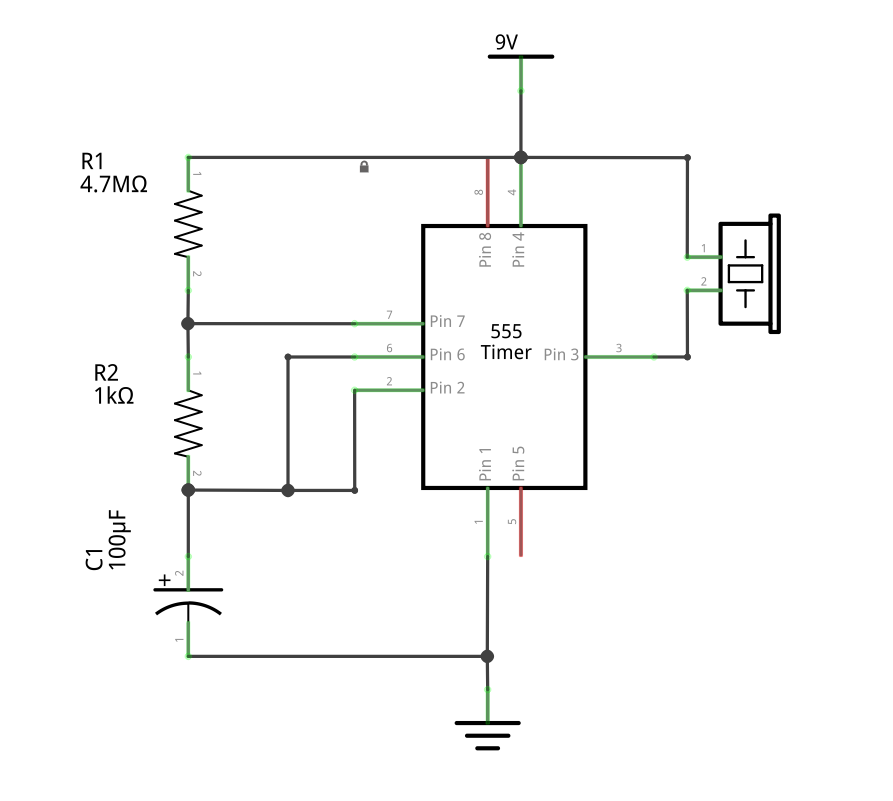 9V
R1
4.7MΩ
1
2
8
4
Pin 8
Pin 4
1
2
7
Pin 7
6
Pin 6
2
Pin 2
555
Timer
Pin 3
3
R2
1kΩ
1
2
Pin 1
Pin 5
1
5
C1
100µF
+
2
1